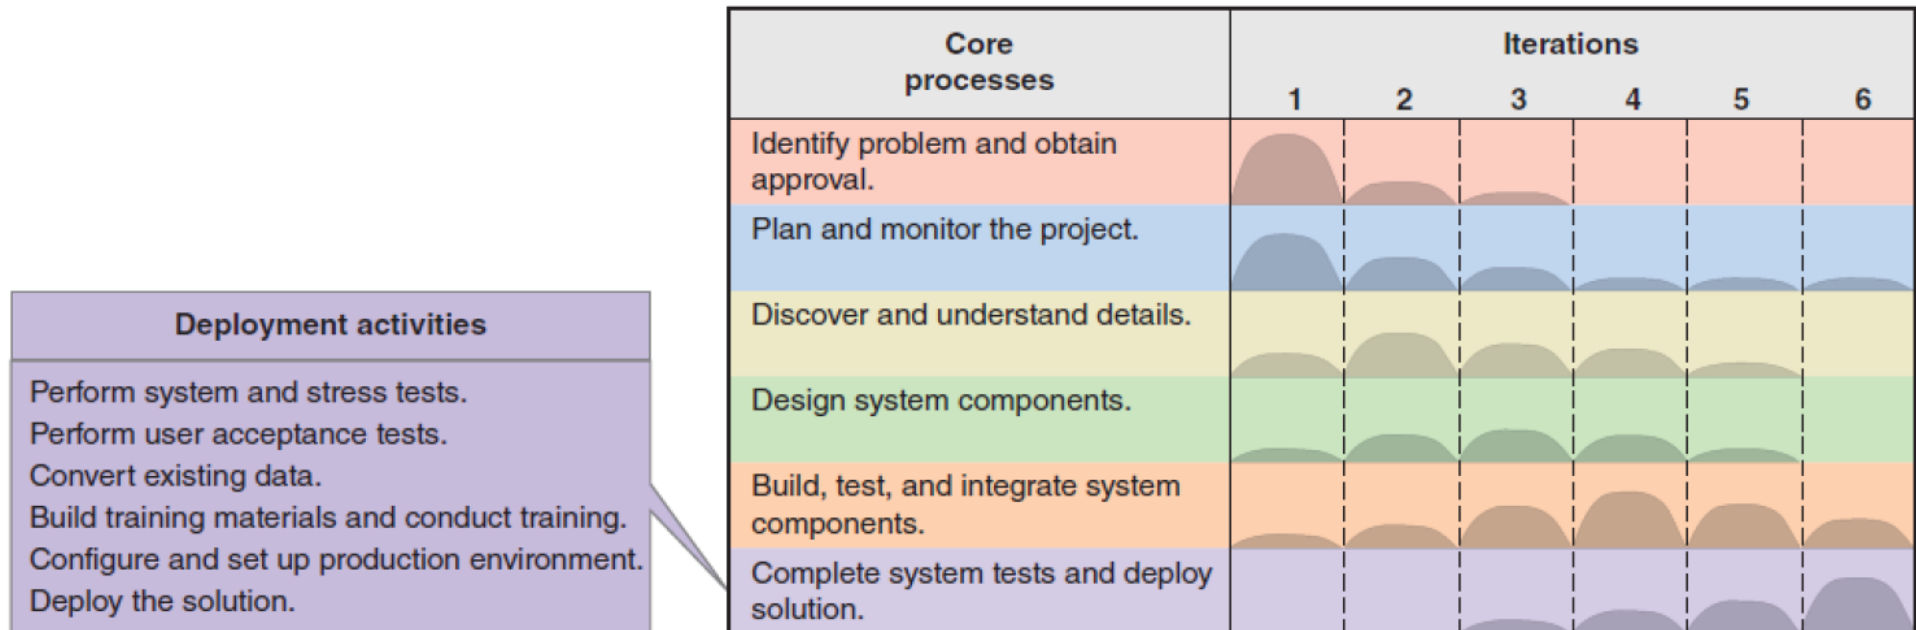 Core
processes
Iterations
1 2 3 4 5 6
Identify problem and obtain
approval.
Plan and monitor the project.
Discover and understand details.
Design system components.
Build, test, and integrate system
components.
Complete system tests and deploy
solution.
Deployment activities
Perform system and stress tests.
Perform user acceptance tests.
Convert existing data.
Build training materials and conduct training.
Configure and set up production environment.
Deploy the solution.